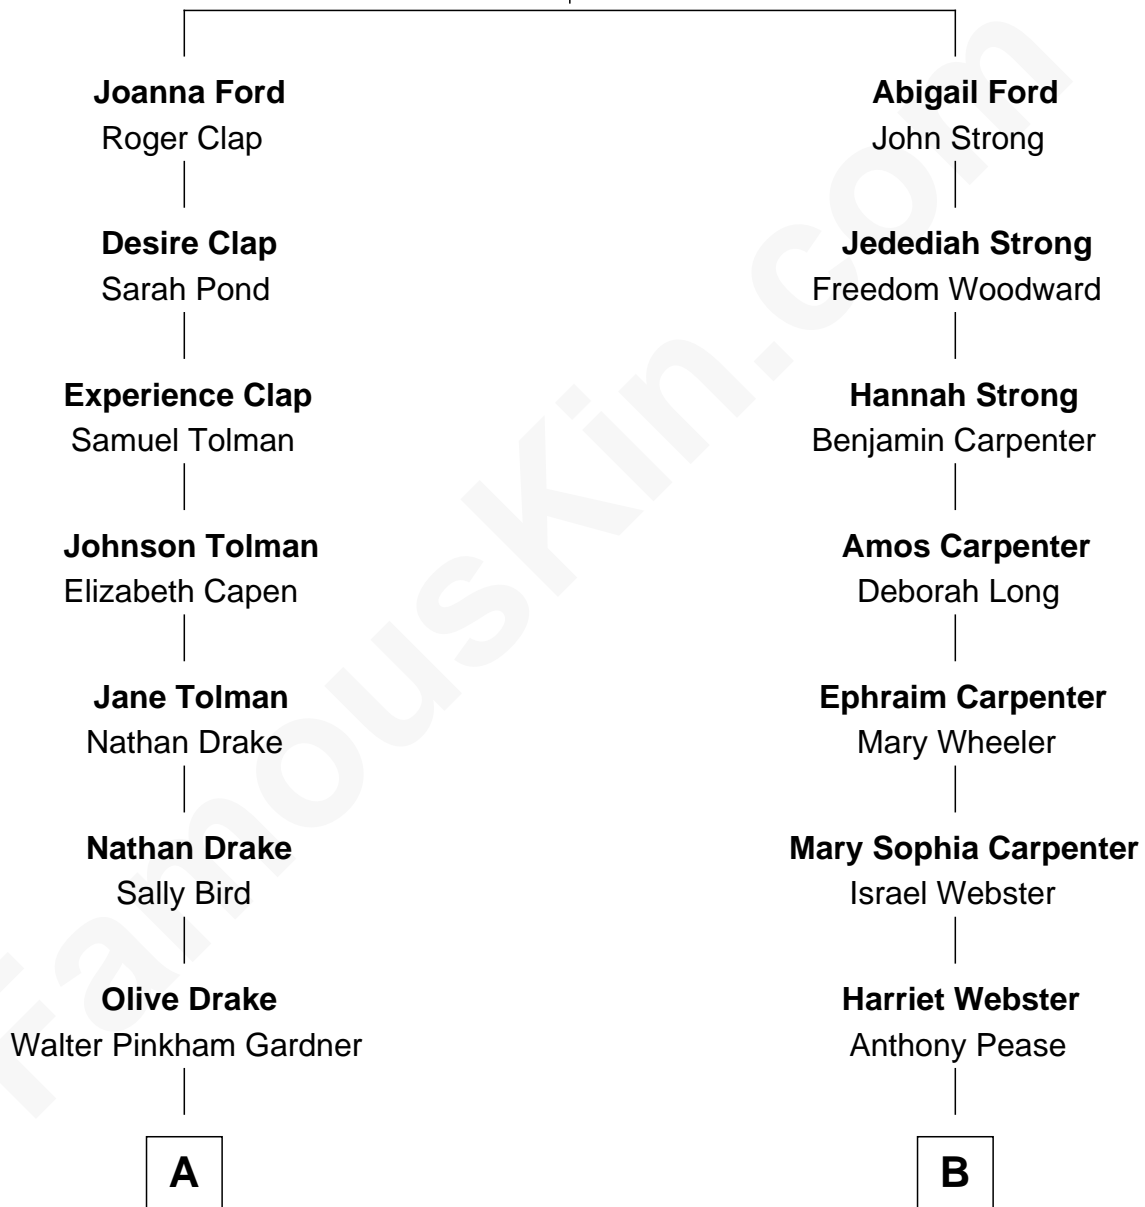 Joanna Ford
Roger Clap
Desire Clap
Sarah Pond
Experience Clap
Samuel Tolman
Johnson Tolman
Elizabeth Capen
Jane Tolman
Nathan Drake
Nathan Drake
Sally Bird
Olive Drake
Walter Pinkham Gardner
A
Abigail Ford
John Strong
Jedediah Strong
Freedom Woodward
Hannah Strong
Benjamin Carpenter
Amos Carpenter
Deborah Long
Ephraim Carpenter
Mary Wheeler
Mary Sophia Carpenter
Israel Webster
Harriet Webster
Anthony Pease
B
FamousKin.com